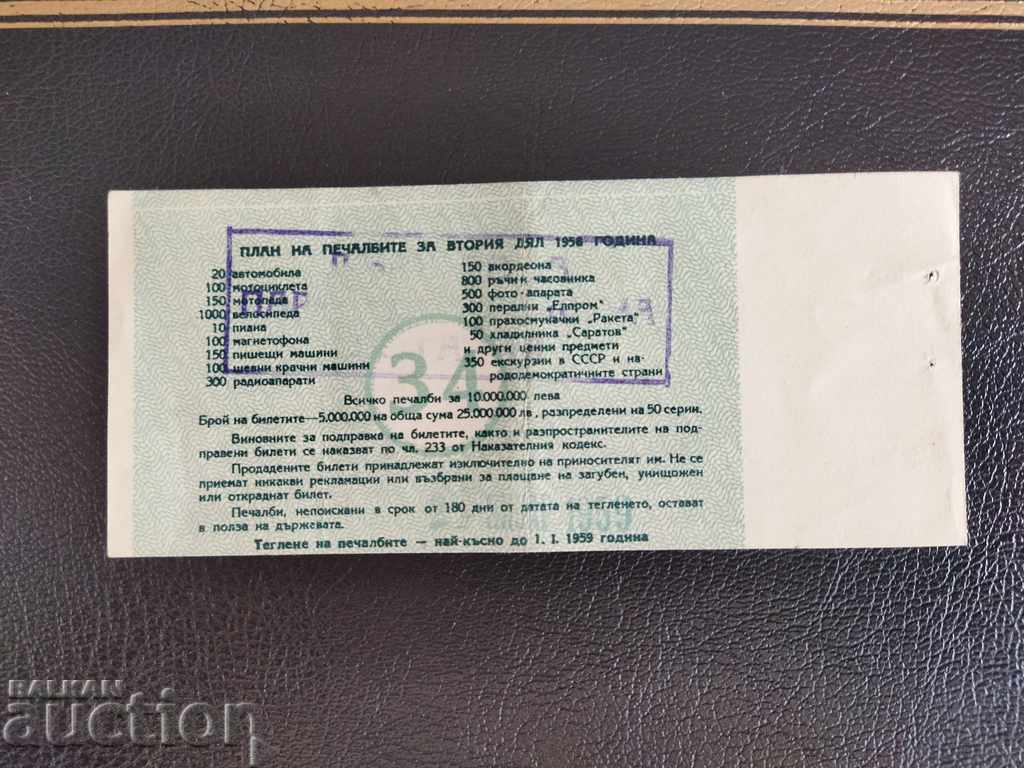 ПЛАН НА ПЕЧАЛБИТЕ ЗА ВТОРИЯ ДЯЛ 1958 ГОДИНА
20 автомобила
100 мотоциклета
150 мотопеда
1000 велосипеда
10 пиана
100 магнетофона
150 пишещи машини
100 шевни крачни машини
300 радиоапарати
150 акордеона
800 ръчни часовника
500 фото-апарата
300 перални „Елпром"
100 прахосмукачки „Ракета"
50 хладилника „Саратов"
и други ценни предмети
350 екскурзии в СССР и на-
рододемократичните страни
34
Всичко печалби за 10.000.000 лева
Брой на билетите—5.000.000 на обща сума 25.000.000 лв, разпределени на 50 серии.
Виновните за подправка на билетите, както и разпространителите на под-
правени билети се наказват по чл. 233 от Наказателния кодекс.
Продадените билети принадлежат изключително на приносителят им. Не се
приемат никакви рекламации или възбрани за плащане на загубен, унищожен
или откраднат билет.
Печалби, непоискани в срок от 180 дни от датата на тегленето, остават
в полза на държевата.
1959
Теглене на печалбите — най-късно до 1. I. 1959 година
BALKAN
auction